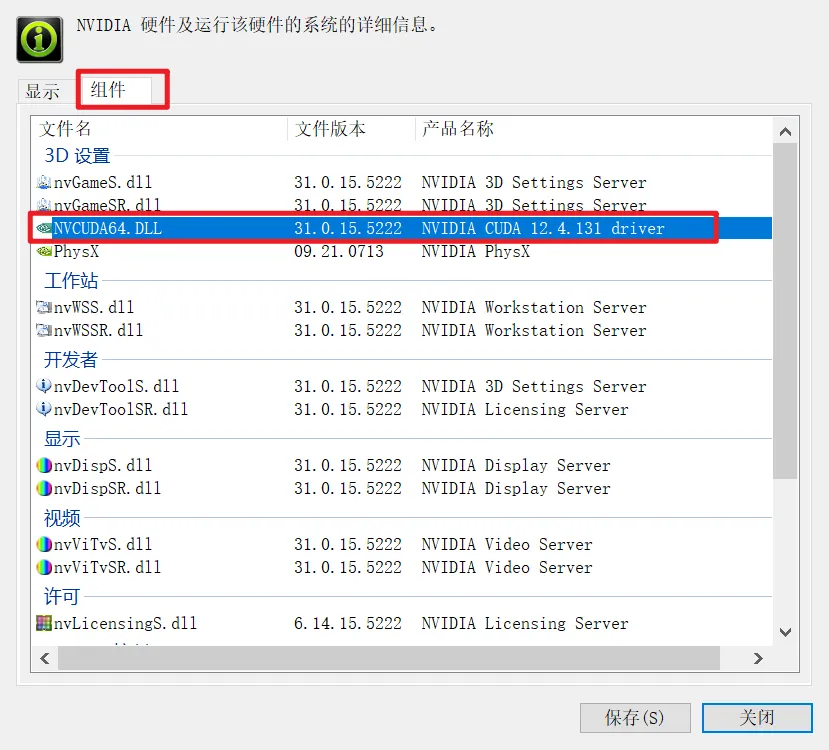 NVIDIA 硬件及运行该硬件的系统的详细信息。
显示 组件
文件名 文件版本 产品名称
3D 设置
nvGameS.dll 31.0.15.5222 NVIDIA 3D Settings Server
nvGameSR.dll 31.0.15.5222 NVIDIA 3D Settings Server
NVCUDA64.DLL 31.0.15.5222 NVIDIA CUDA 12.4.131 driver
PhysX 09.21.0713 NVIDIA PhysX
工作站
nvWSS.dll 31.0.15.5222 NVIDIA Workstation Server
nvWSSR.dll 31.0.15.5222 NVIDIA Workstation Server
开发者
nvDevToolS.dll 31.0.15.5222 NVIDIA 3D Settings Server
nvDevToolSR.dll 31.0.15.5222 NVIDIA Licensing Server
显示
nvDispS.dll 31.0.15.5222 NVIDIA Display Server
nvDispSR.dll 31.0.15.5222 NVIDIA Display Server
视频
nvViTvS.dll 31.0.15.5222 NVIDIA Video Server
nvViTvSR.dll 31.0.15.5222 NVIDIA Video Server
许可
nvLicensingS.dll 6.14.15.5222 NVIDIA Licensing Server
保存(S) 关闭